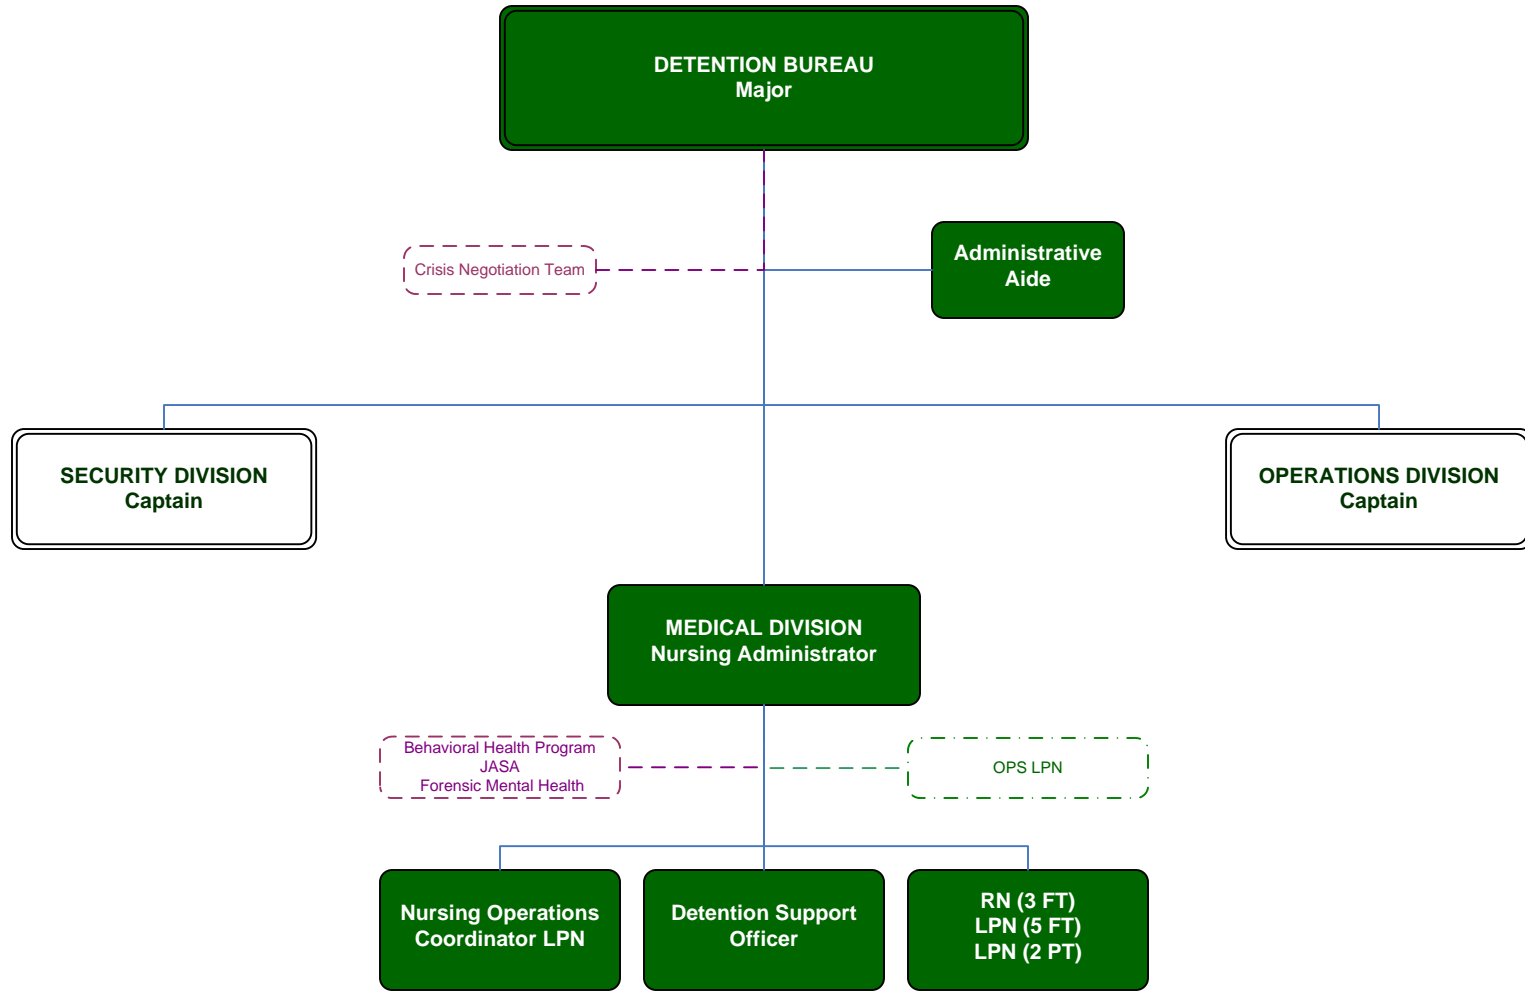 DETENTION BUREAU
Major
Crisis Negotiation Team
Administrative
Aide
SECURITY DIVISION
Captain
OPERATIONS DIVISION
Captain
MEDICAL DIVISION
Nursing Administrator
Behavioral Health Program
JASA
Forensic Mental Health
OPS LPN
Nursing Operations
Coordinator LPN
Detention Support
Officer
RN (3 FT)
LPN (5 FT)
LPN (2 PT)